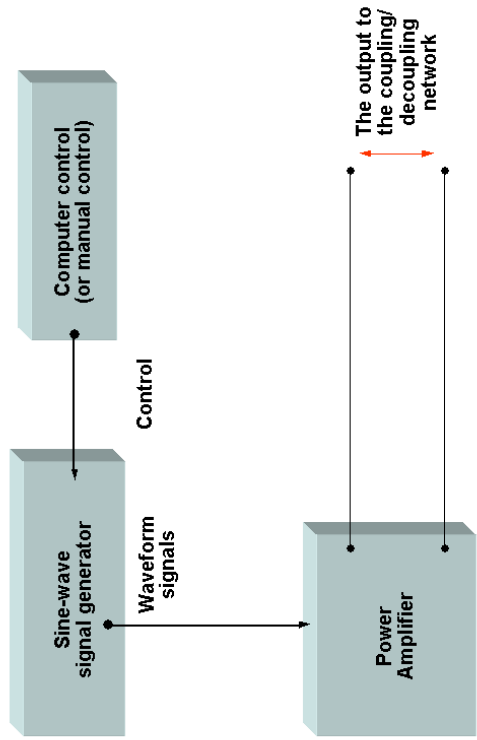 Computer control
(or manual control)
Control
Sine-wave
signal generator
Waveform
signals
Power
Amplifier
The output to
the coupling/
decoupling
network